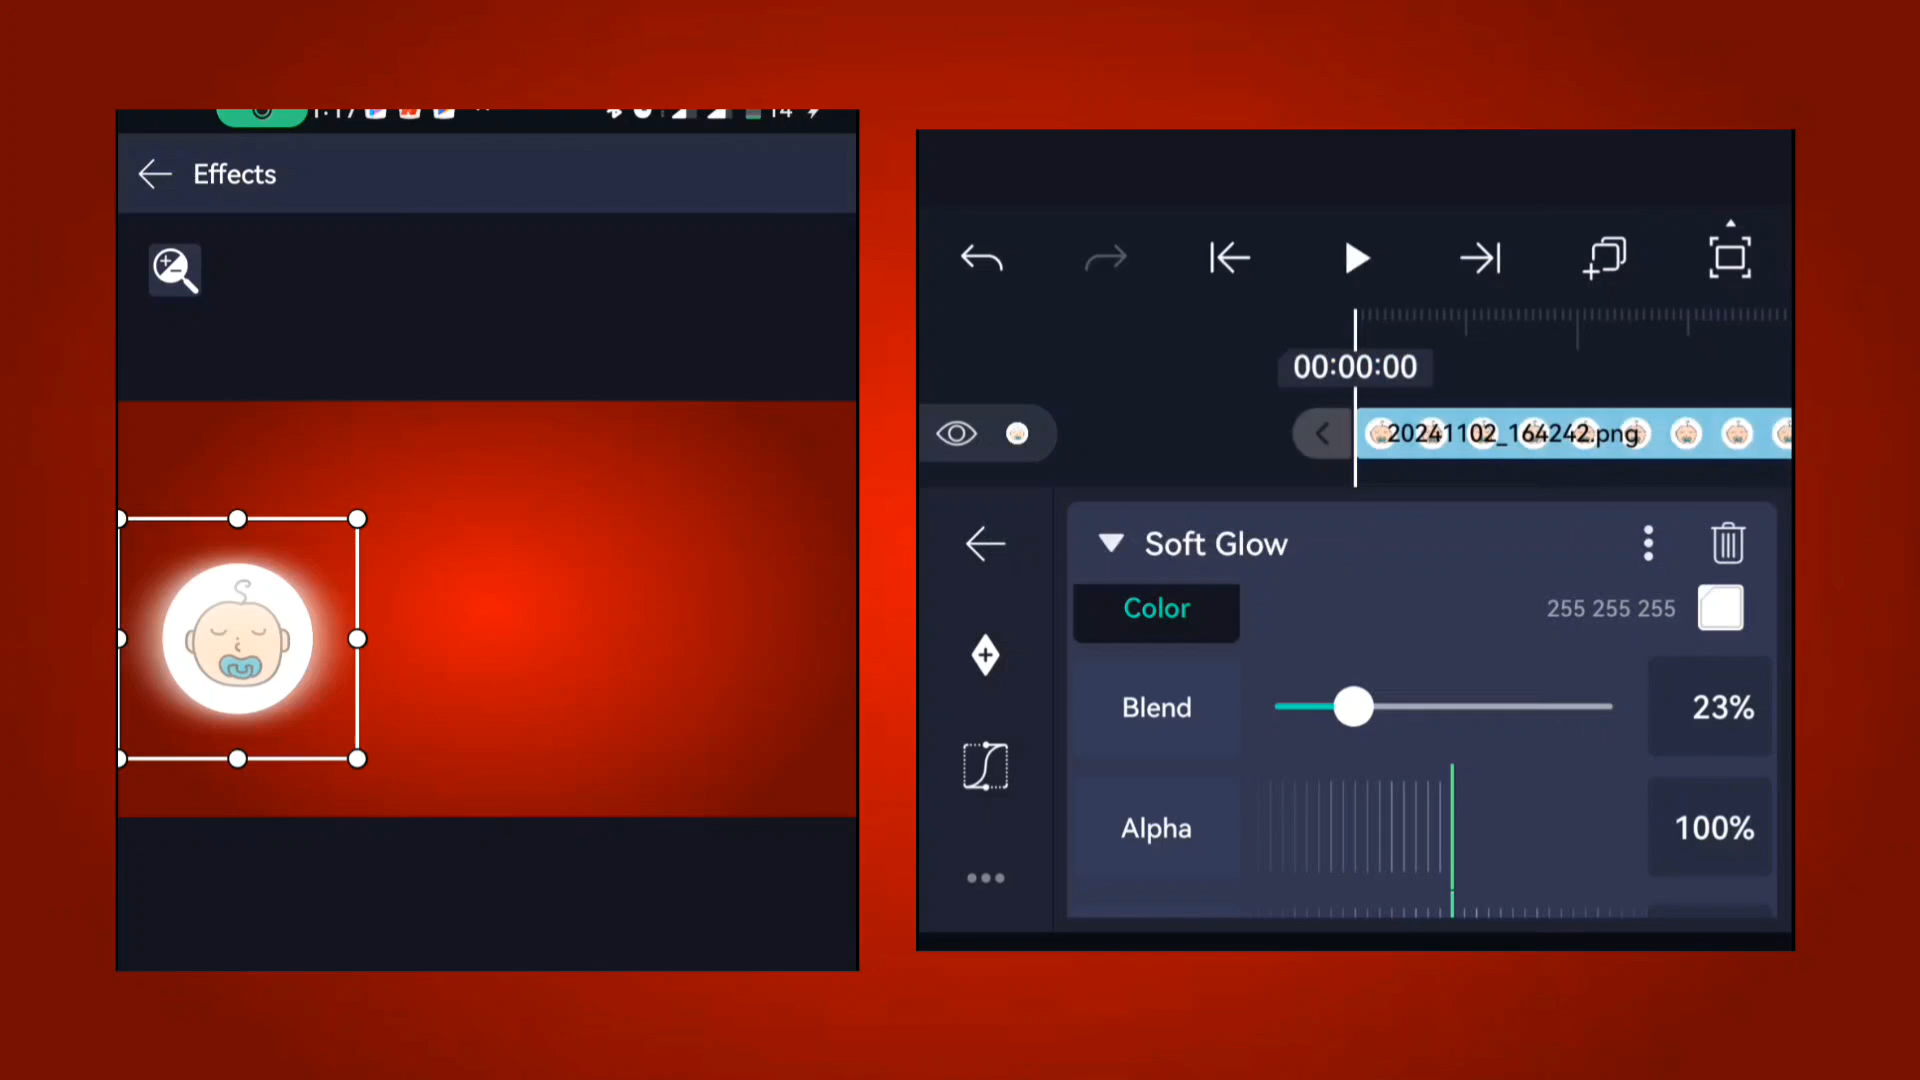 Effects
00:00:00
20241102_164242.png
Soft Glow
Color
255 255 255
Blend
23%
Alpha
100%